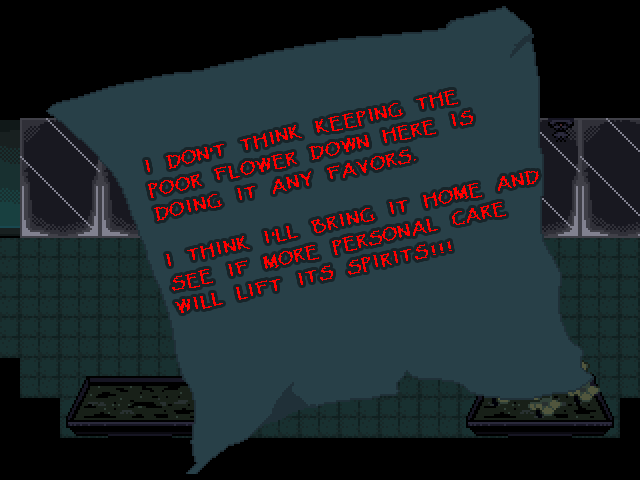 I DON'T THINK KEEPING THE
POOR FLOWER DOWN HERE IS
DOING IT ANY FAVORS.
I THINK I'LL BRING IT HOME AND
SEE IF MORE PERSONAL CARE
WILL LIFT ITS SPIRITS!!!